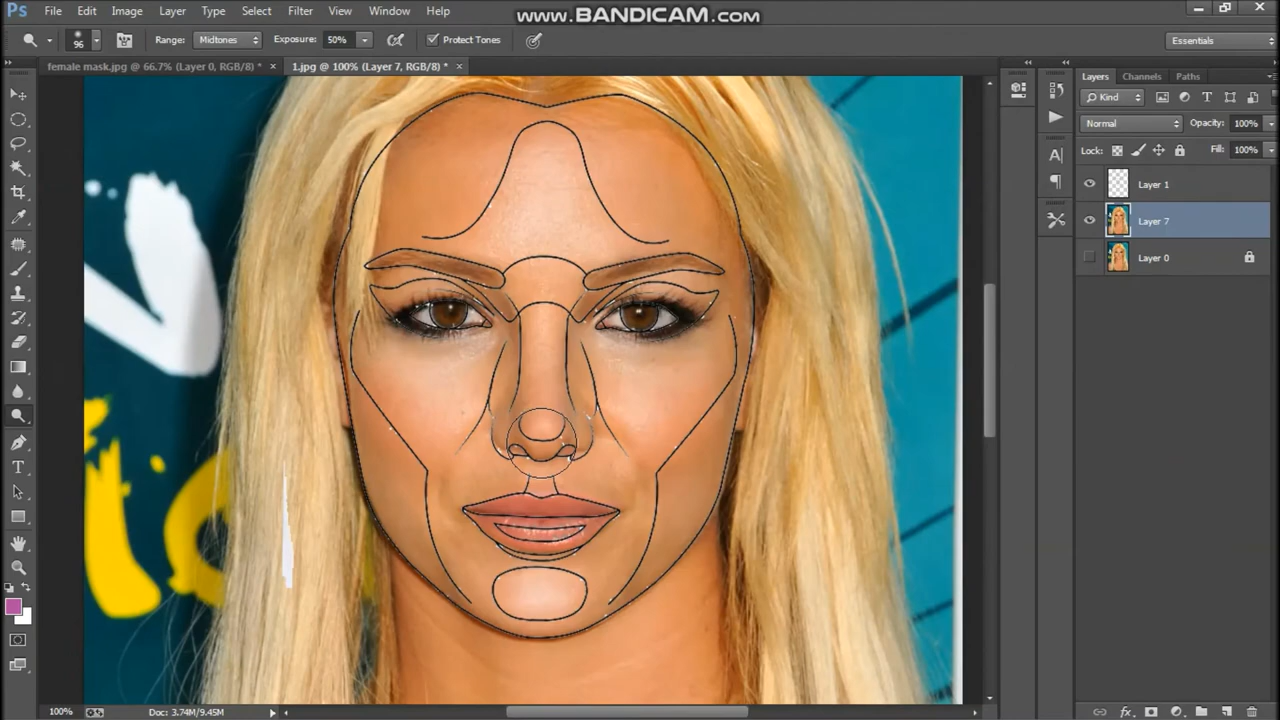 www.BANDICAM.com
Ps File Edit Image Layer Type Select Filter View Window Help
96 Range: Midtones Exposure: 50% Protect Tones Essentials
female mask.jpg @ 66.7% (Layer 0, RGB/8) * × 1.jpg @ 100% (Layer 7, RGB/8) * ×
Layers Channels Paths
Kind
Normal Opacity: 100%
Lock: Fill: 100%
Layer 1
Layer 7
Layer 0
100% Doc: 3.74M/9.45M